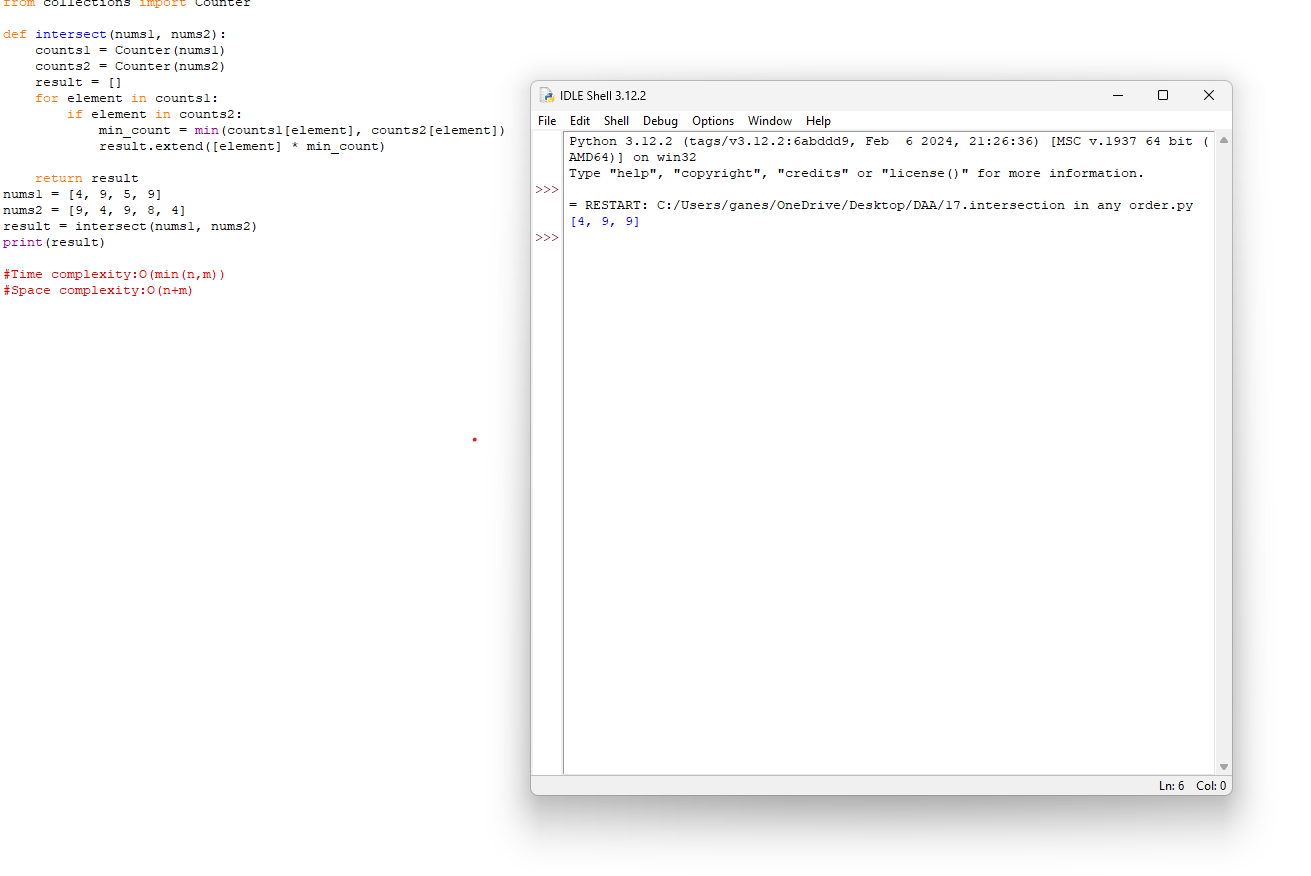 from collections import Counter
def intersect(nums1, nums2):
    counts1 = Counter(nums1)
    counts2 = Counter(nums2)
    result = []
    for element in counts1:
        if element in counts2:
            min_count = min(counts1[element], counts2[element])
            result.extend([element] * min_count)
    return result
nums1 = [4, 9, 5, 9]
nums2 = [9, 4, 9, 8, 4]
result = intersect(nums1, nums2)
print(result)
#Time complexity:O(min(n,m))
#Space complexity:O(n+m)
IDLE Shell 3.12.2
File Edit Shell Debug Options Window Help
Python 3.12.2 (tags/v3.12.2:6abddd9, Feb  6 2024, 21:26:36) [MSC v.1937 64 bit (
AMD64)] on win32
Type "help", "copyright", "credits" or "license()" for more information.
>>>
= RESTART: C:/Users/ganes/OneDrive/Desktop/DAA/17.intersection in any order.py
[4, 9, 9]
>>>
Ln: 6 Col: 0